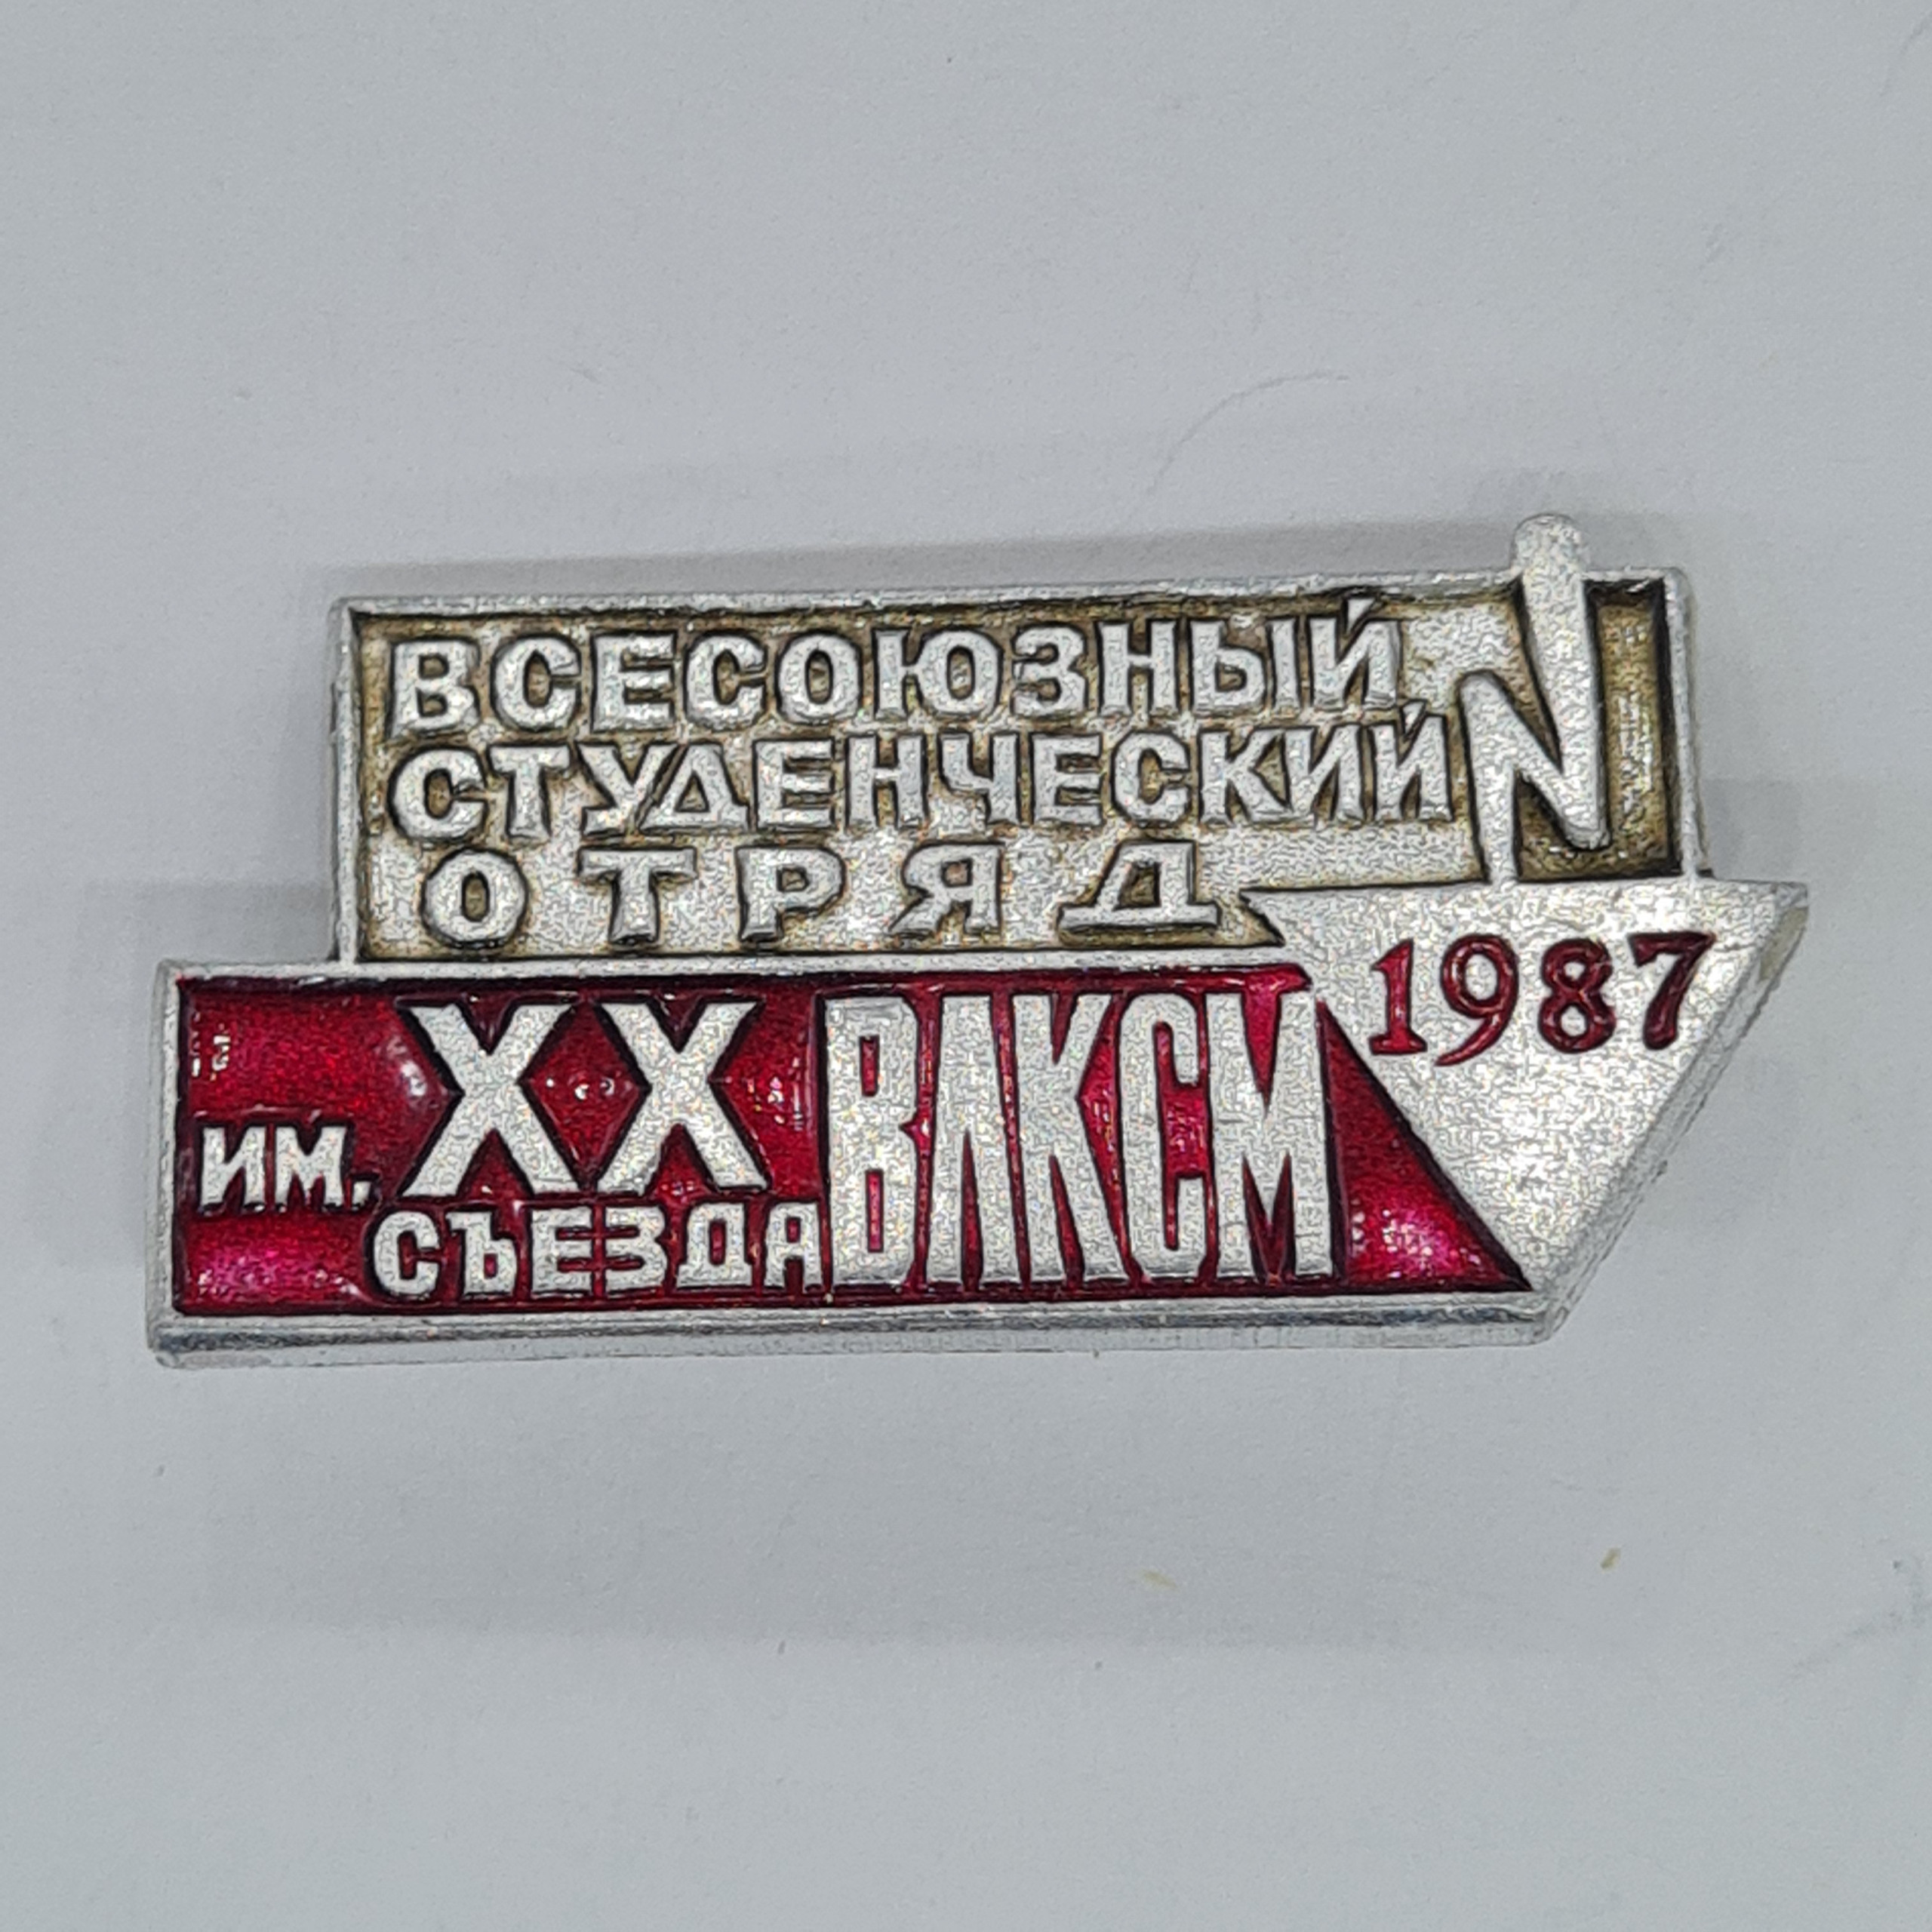 ВСЕСОЮЗНЫЙ
СТУДЕНЧЕСКИЙ
ОТРЯД
1987
ИМ. XX
СЪЕЗДА ВЛКСМ